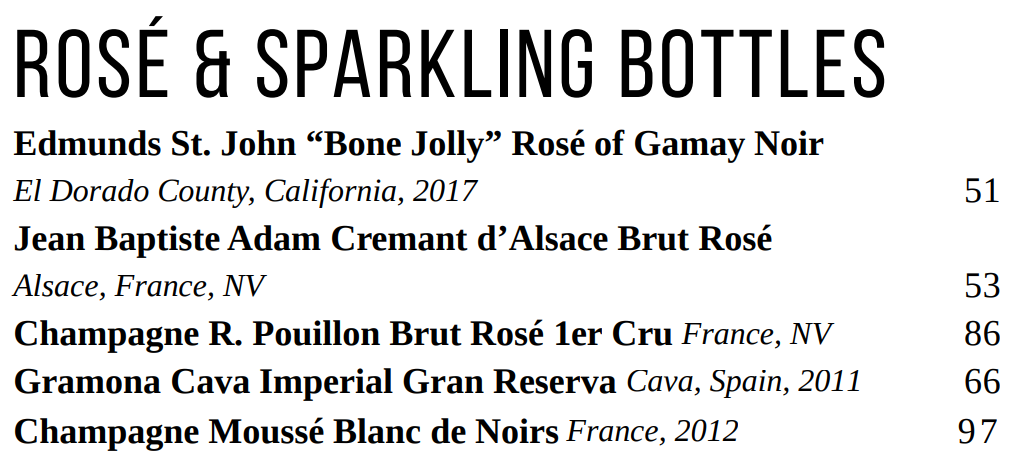 ROSÉ & SPARKLING BOTTLES
Edmunds St. John “Bone Jolly” Rosé of Gamay Noir
El Dorado County, California, 2017 51
Jean Baptiste Adam Cremant d’Alsace Brut Rosé
Alsace, France, NV 53
Champagne R. Pouillon Brut Rosé 1er Cru France, NV 86
Gramona Cava Imperial Gran Reserva Cava, Spain, 2011 66
Champagne Moussé Blanc de Noirs France, 2012 97